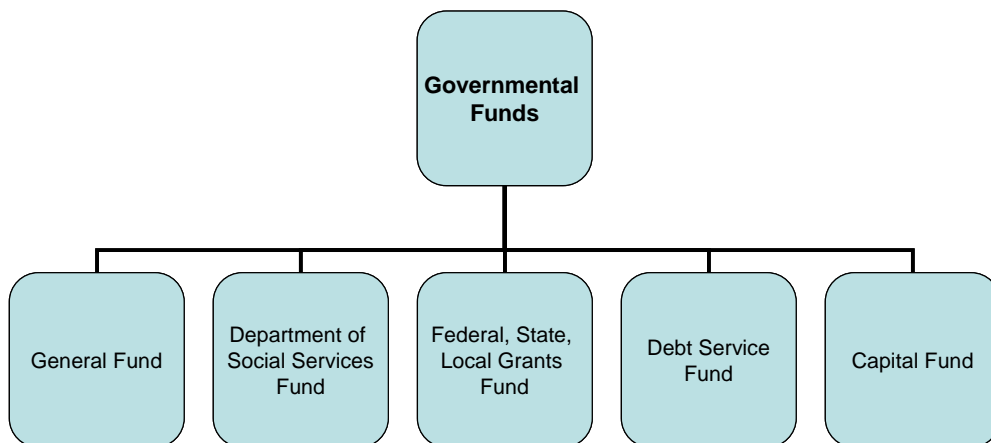 Governmental
Funds
General Fund
Department of
Social Services
Fund
Federal, State,
Local Grants
Fund
Debt Service
Fund
Capital Fund